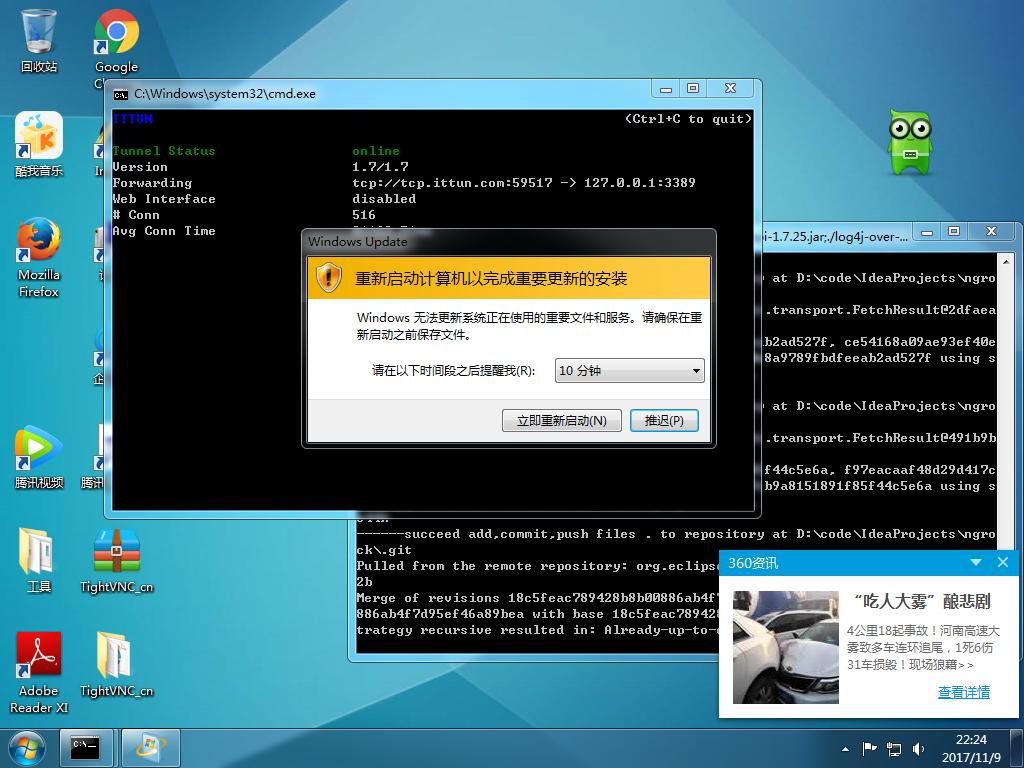 回收站
Google
酷我音乐
Mozilla
Firefox
腾讯视频
工具
TightVNC_cn
Adobe
Reader XI
TightVNC_cn
C:\Windows\system32\cmd.exe
ITTUN (Ctrl+C to quit)
Tunnel Status online
Version 1.7/1.7
Forwarding tcp://tcp.ittun.com:59517 -> 127.0.0.1:3389
Web Interface disabled
# Conn 516
Avg Conn Time
Windows Update
重新启动计算机以完成重要更新的安装
Windows 无法更新系统正在使用的重要文件和服务。请确保在重
新启动之前保存文件。
请在以下时间段之后提醒我(R): 10 分钟
立即重新启动(N) 推迟(P)
i-1.7.25.jar;./log4j-over-...
at D:\code\IdeaProjects\ngro
.transport.FetchResult@2dfaea
b2ad527f, ce54168a09ae93ef40e
8a9789fbdfeeab2ad527f using s
at D:\code\IdeaProjects\ngro
.transport.FetchResult@491b9b
f44c5e6a, f97eacaaf48d29d417c
b9a8151891f85f44c5e6a using s
------succeed add,commit,push files . to repository at D:\code\IdeaProjects\ngro
ck\.git
Pulled from the remote repository: org.eclips
2b
Merge of revisions 18c5feac789428b8b00886ab4f
886ab4f7d95ef46a89bea with base 18c5feac78942
trategy recursive resulted in: Already-up-to-
360资讯
“吃人大雾”酿悲剧
4公里18起事故！河南高速大
雾致多车连环追尾，1死6伤
31车损毁！现场狼藉>>
查看详情
22:24
2017/11/9